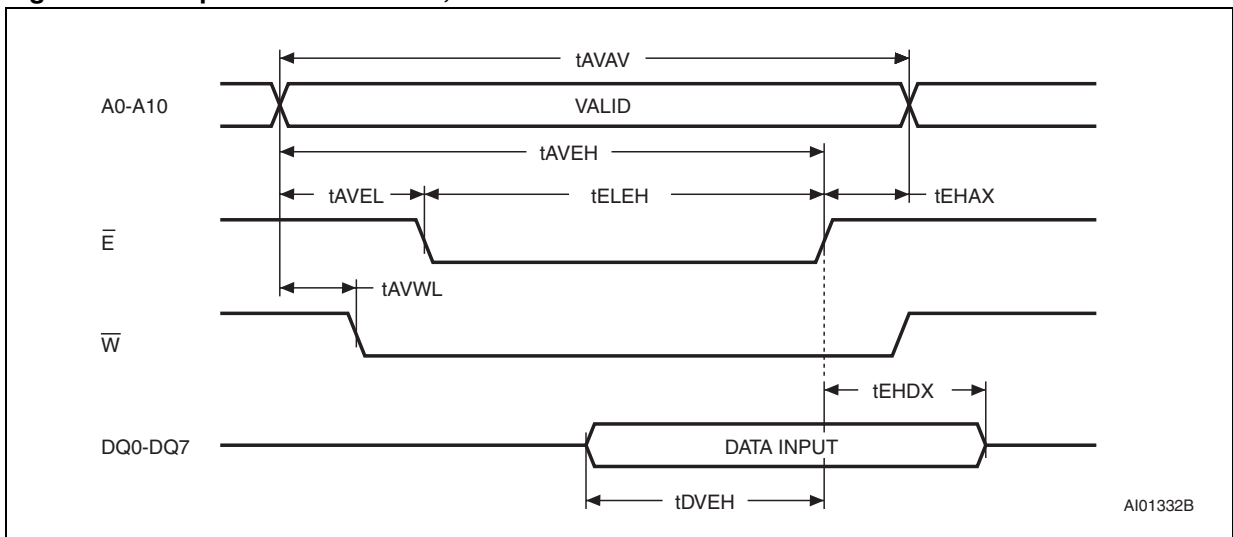 tAVAV
A0-A10
VALID
tAVEH
tAVEL
tELEH
tEHAX
E̅
tAVWL
W̅
tEHDX
DQ0-DQ7
DATA INPUT
tDVEH
AI01332B